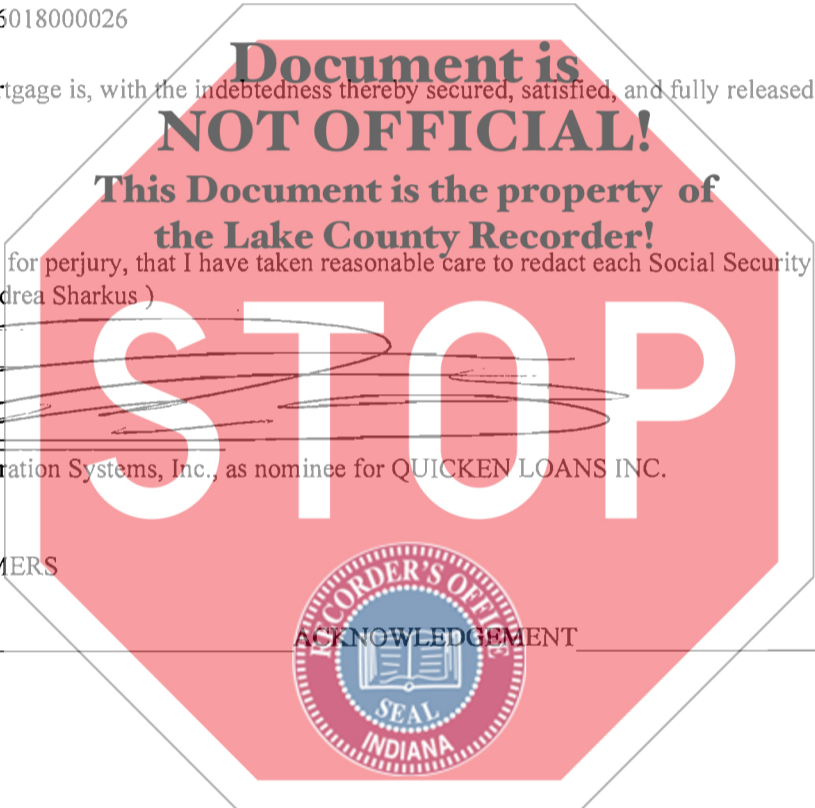 6018000026
Document is
rtgage is, with the indebtedness thereby secured, satisfied, and fully released
NOT OFFICIAL!
This Document is the property of
the Lake County Recorder!
for perjury, that I have taken reasonable care to redact each Social Security
drea Sharkus )
STOP
ration Systems, Inc., as nominee for QUICKEN LOANS INC.
MERS
RECORDER'S OFFICE
ACKNOWLEDGEMENT
SEAL
INDIANA